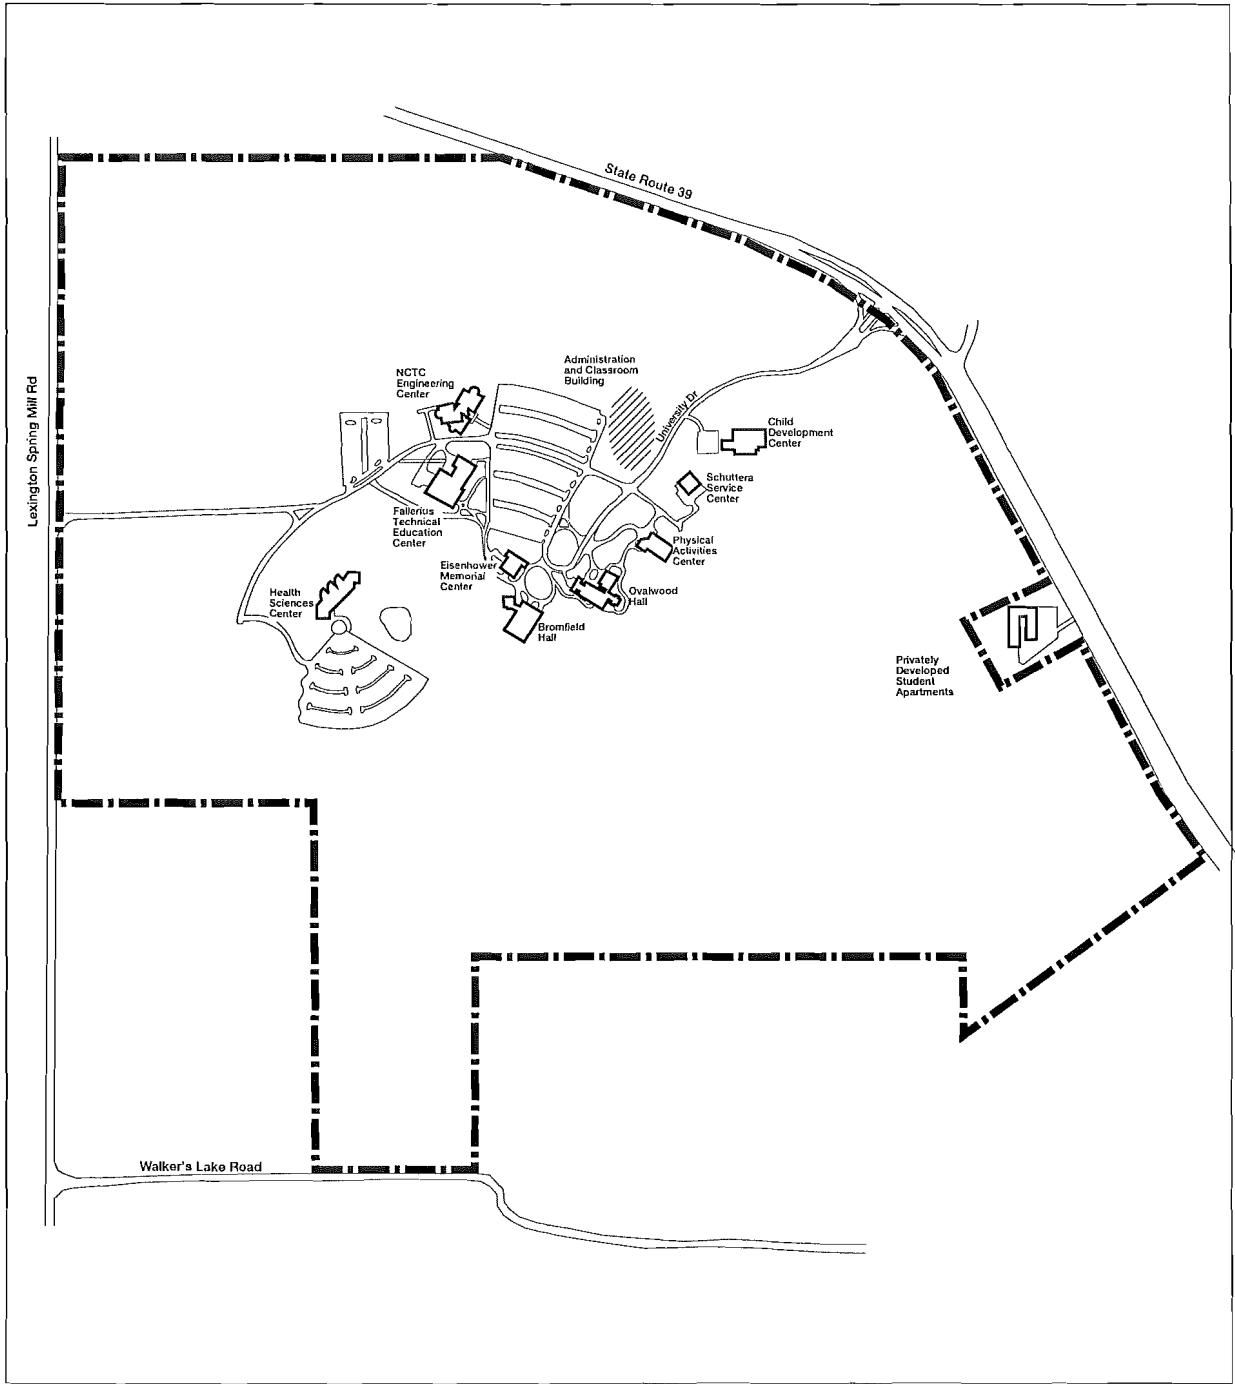 State Route 39
Lexington Spring Mill Rd
NCTC
Engineering
Center
Administration
and Classroom
Building
University Dr
Child
Development
Center
Schuttera
Service
Center
Fallerius
Technical
Education
Center
Physical
Activities
Center
Eisenhower
Memorial
Center
Health
Sciences
Center
Ovalwood
Hall
Bromfield
Hall
Privately
Developed
Student
Apartments
Walker's Lake Road